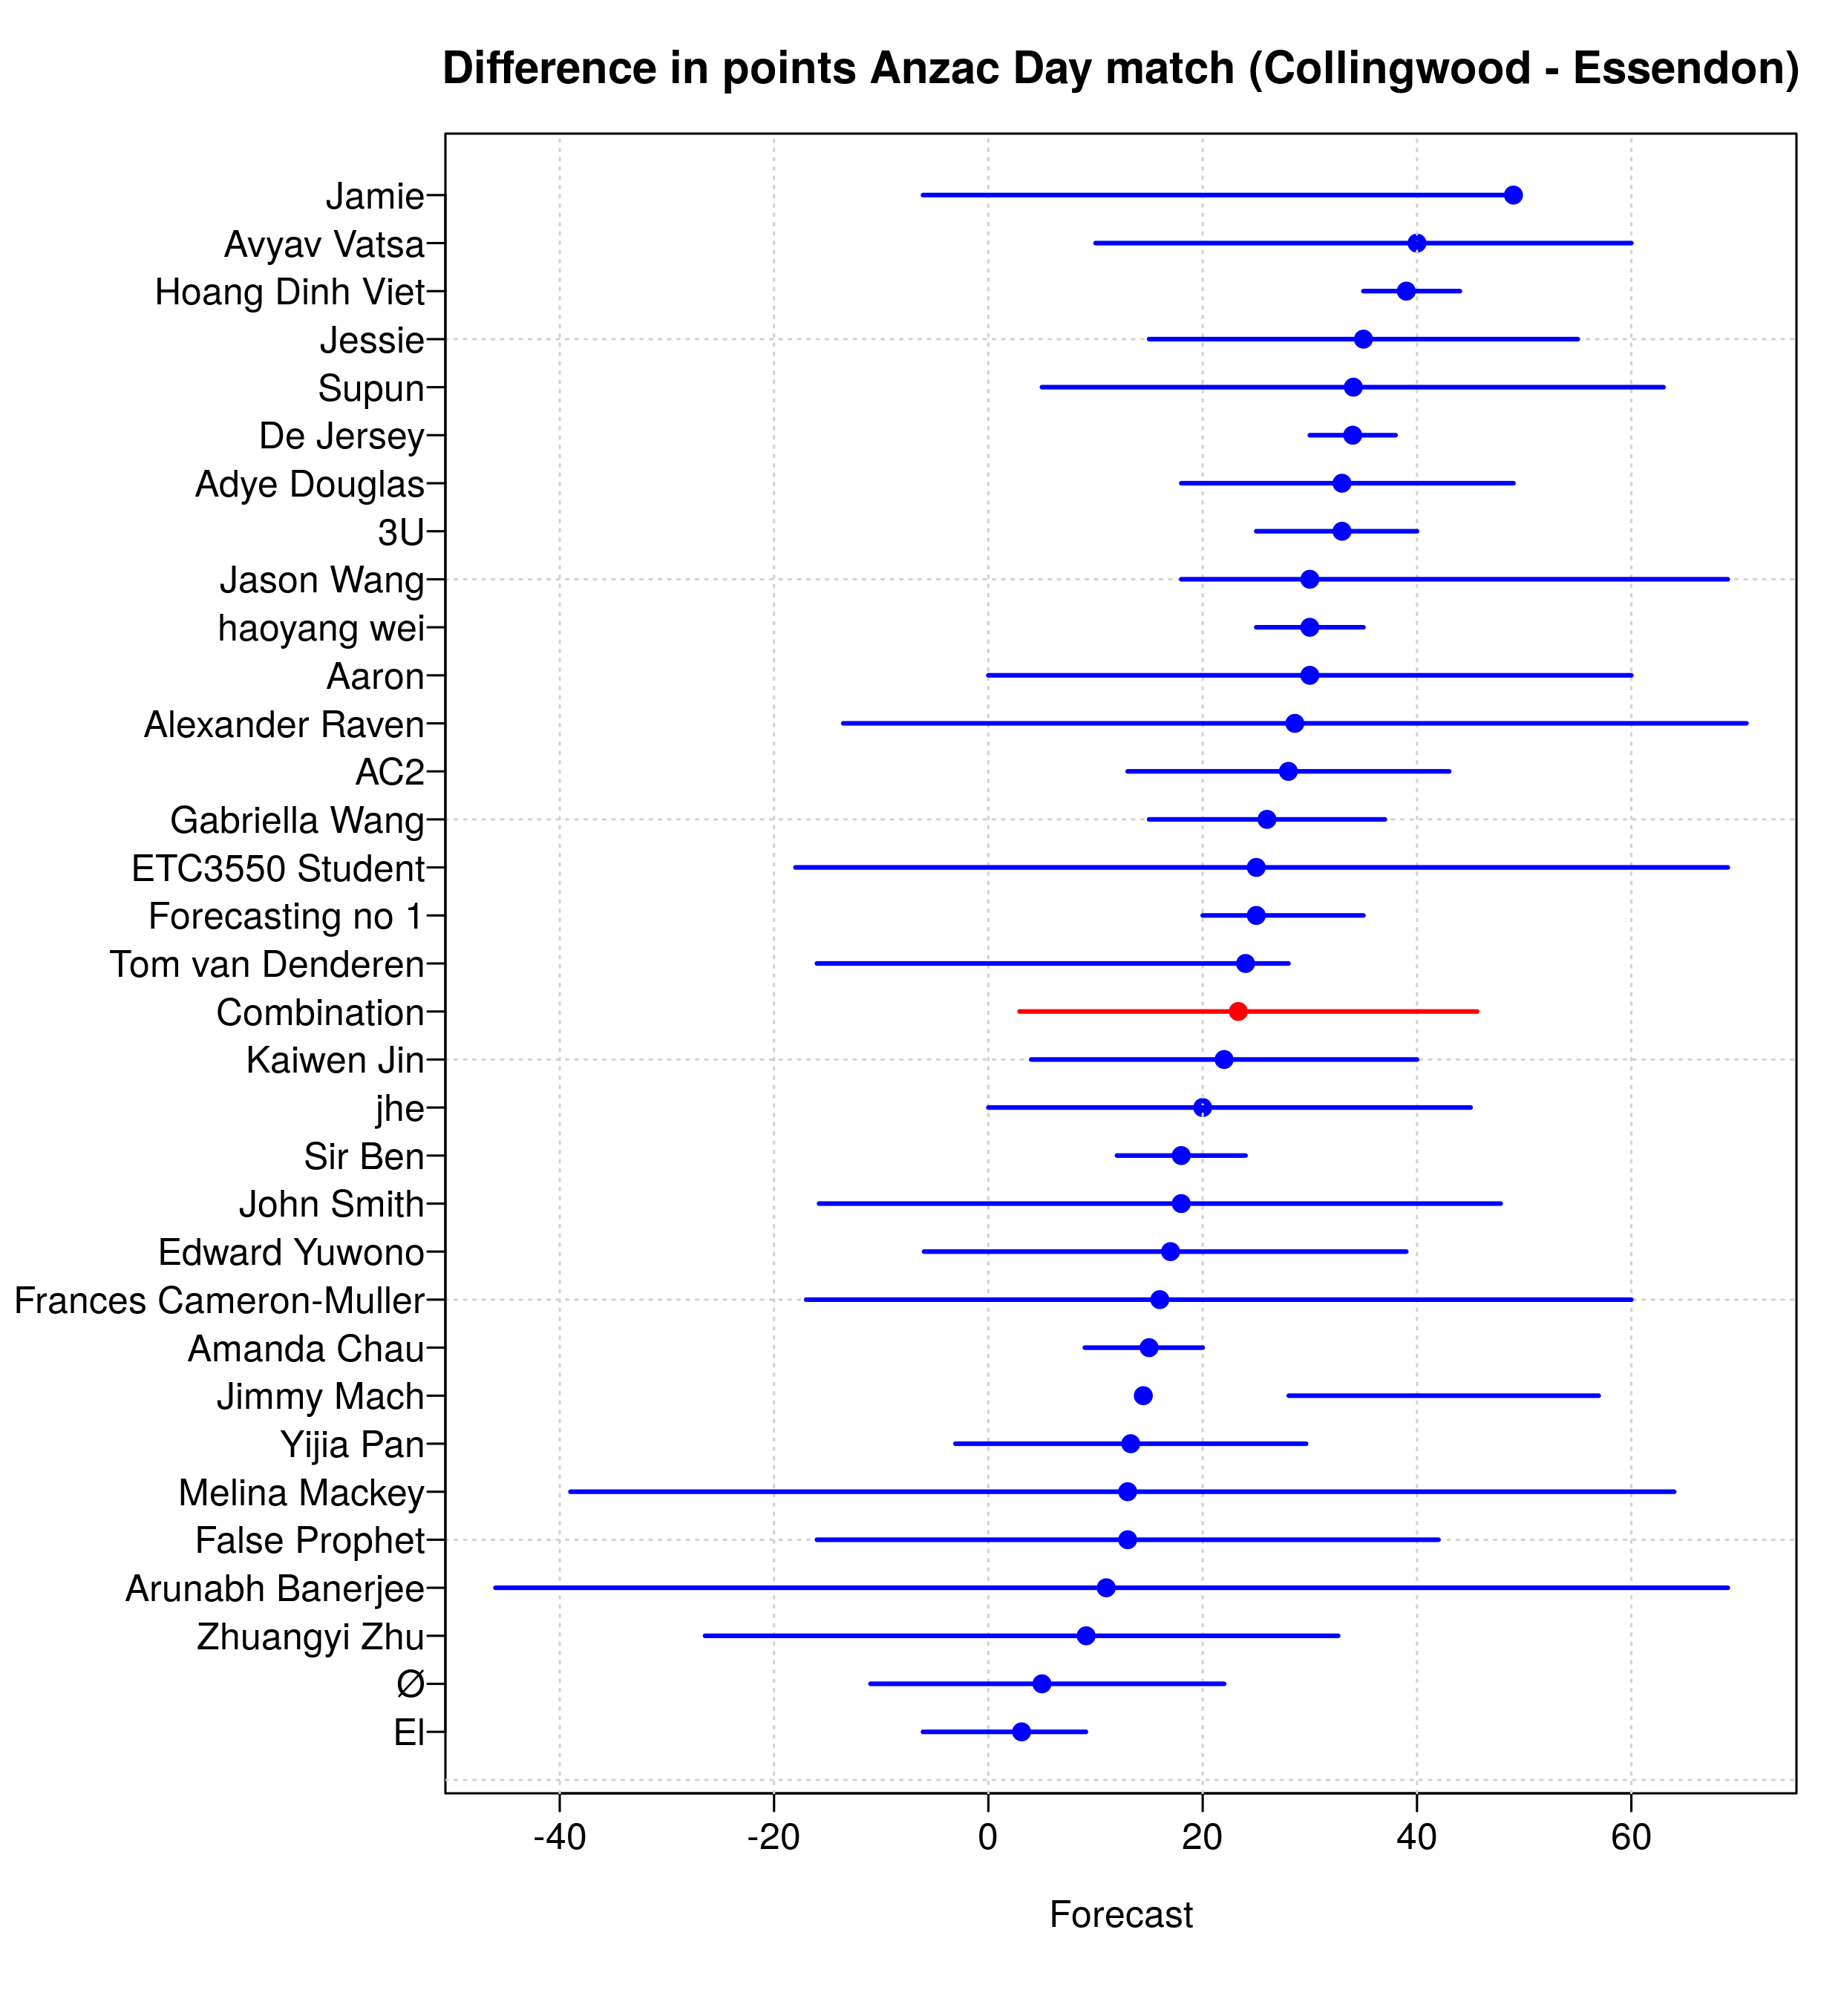 Difference in points Anzac Day match (Collingwood - Essendon)
Jamie
Avyav Vatsa
Hoang Dinh Viet
Jessie
Supun
De Jersey
Adye Douglas
3U
Jason Wang
haoyang wei
Aaron
Alexander Raven
AC2
Gabriella Wang
ETC3550 Student
Forecasting no 1
Tom van Denderen
Combination
Kaiwen Jin
jhe
Sir Ben
John Smith
Edward Yuwono
Frances Cameron-Muller
Amanda Chau
Jimmy Mach
Yijia Pan
Melina Mackey
False Prophet
Arunabh Banerjee
Zhuangyi Zhu
Ø
El
-40 -20 0 20 40 60
Forecast